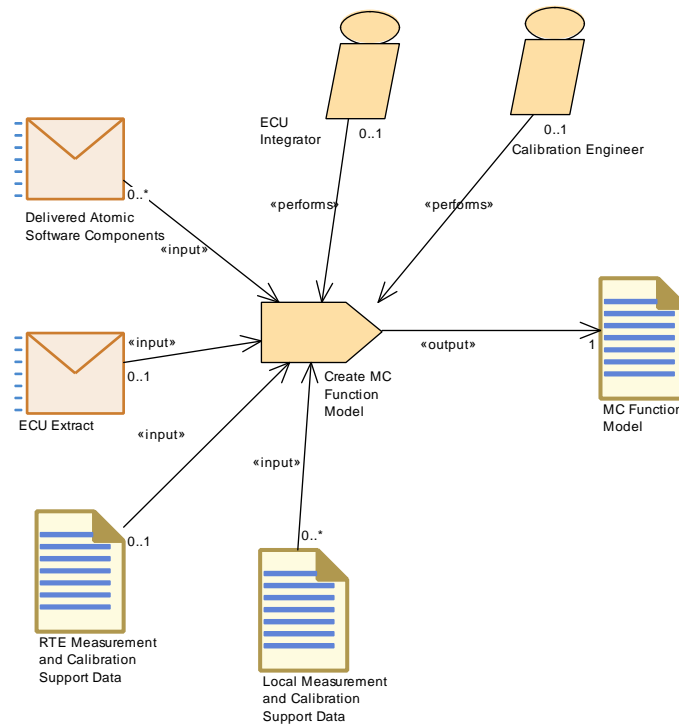 ECU
Integrator
0..1
0..1
Calibration Engineer
«performs»
«performs»
0..*
Delivered Atomic
Software Components
«input»
«input»
0..1
ECU Extract
Create MC
Function
Model
«output»
1
MC Function
Model
«input»
0..1
RTE Measurement
and Calibration
Support Data
«input»
0..*
Local Measurement
and Calibration
Support Data